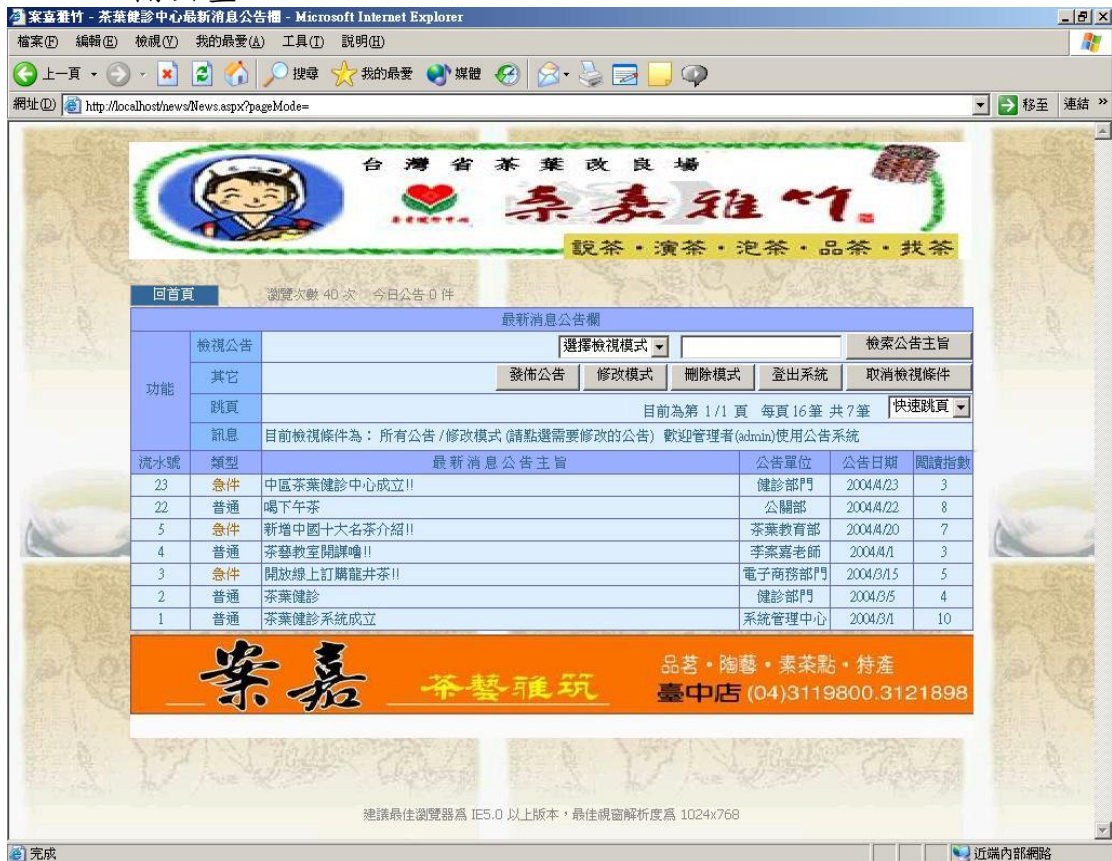 案嘉雅竹 - 茶葉健診中心最新消息公告欄 - Microsoft Internet Explorer
檔案(F) 編輯(E) 檢視(V) 我的最愛(A) 工具(T) 說明(H)
上一頁 搜尋 我的最愛 媒體
網址(D) http://localhost/news/News.aspx?pageMode= 移至 連結 »
台灣省茶葉改良場
案嘉雅竹
說茶・演茶・泡茶・品茶・找茶
回首頁 瀏覽次數 40 次 今日公告 0 件
最新消息公告欄
功能
檢視公告 選擇檢視模式 檢索公告主旨
其它 發佈公告 修改模式 刪除模式 登出系統 取消檢視條件
跳頁 目前為第 1/1 頁 每頁16筆 共7筆 快速跳頁
訊息 目前檢視條件為：所有公告/修改模式 (請點選需要修改的公告) 歡迎管理者(admin)使用公告系統
流水號 類型 最新消息公告主旨 公告單位 公告日期 閱讀指數
23 急件 中區茶葉健診中心成立!! 健診部門 2004/4/23 3
22 普通 喝下午茶 公關部 2004/4/22 8
5 急件 新增中國十大名茶介紹!! 茶葉教育部 2004/4/20 7
4 普通 茶藝教室開課嚕!! 李案嘉老師 2004/4/1 3
3 急件 開放線上訂購龍井茶!! 電子商務部門 2004/3/15 5
2 普通 茶葉健診 健診部門 2004/3/5 4
1 普通 茶葉健診系統成立 系統管理中心 2004/3/1 10
案嘉 茶藝雅筑
品茗・陶藝・素茶點・特產
臺中店 (04)3119800.3121898
建議最佳瀏覽器為 IE5.0 以上版本，最佳視窗解析度為 1024x768
完成 近端內部網路